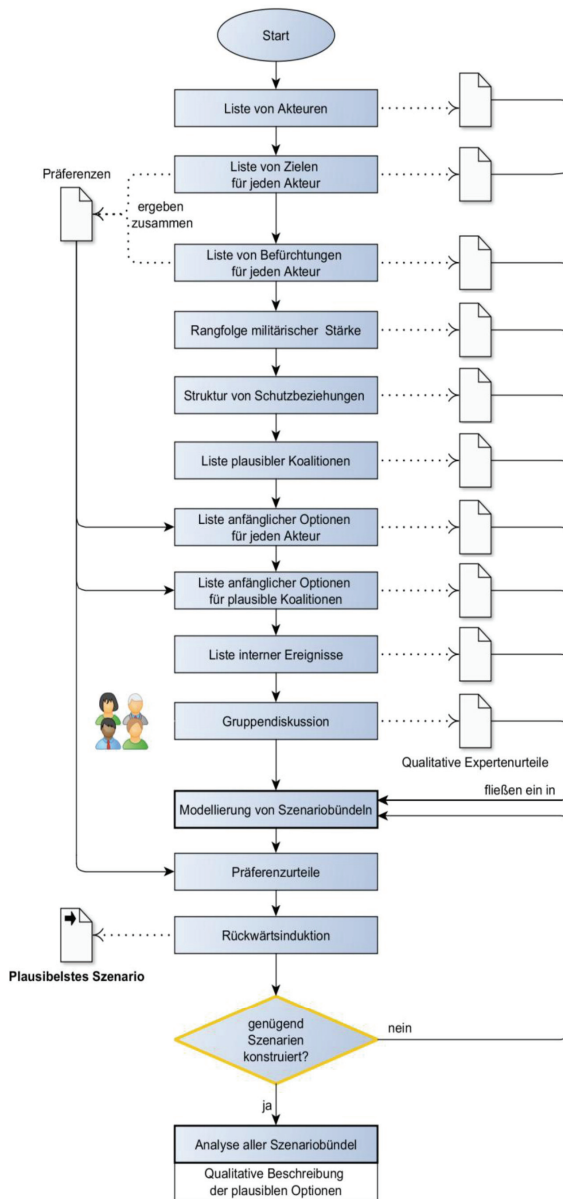 Start
Liste von Akteuren
Präferenzen
Liste von Zielen
für jeden Akteur
ergeben
zusammen
Liste von Befürchtungen
für jeden Akteur
Rangfolge militärischer Stärke
Struktur von Schutzbeziehungen
Liste plausibler Koalitionen
Liste anfänglicher Optionen
für jeden Akteur
Liste anfänglicher Optionen
für plausible Koalitionen
Liste interner Ereignisse
Gruppendiskussion
Qualitative Expertenurteile
fließen ein in
Modellierung von Szenariobündeln
Präferenzurteile
Rückwärtsinduktion
Plausibelstes Szenario
genügend
Szenarien
konstruiert?
nein
ja
Analyse aller Szenariobündel
Qualitative Beschreibung
der plausiblen Optionen